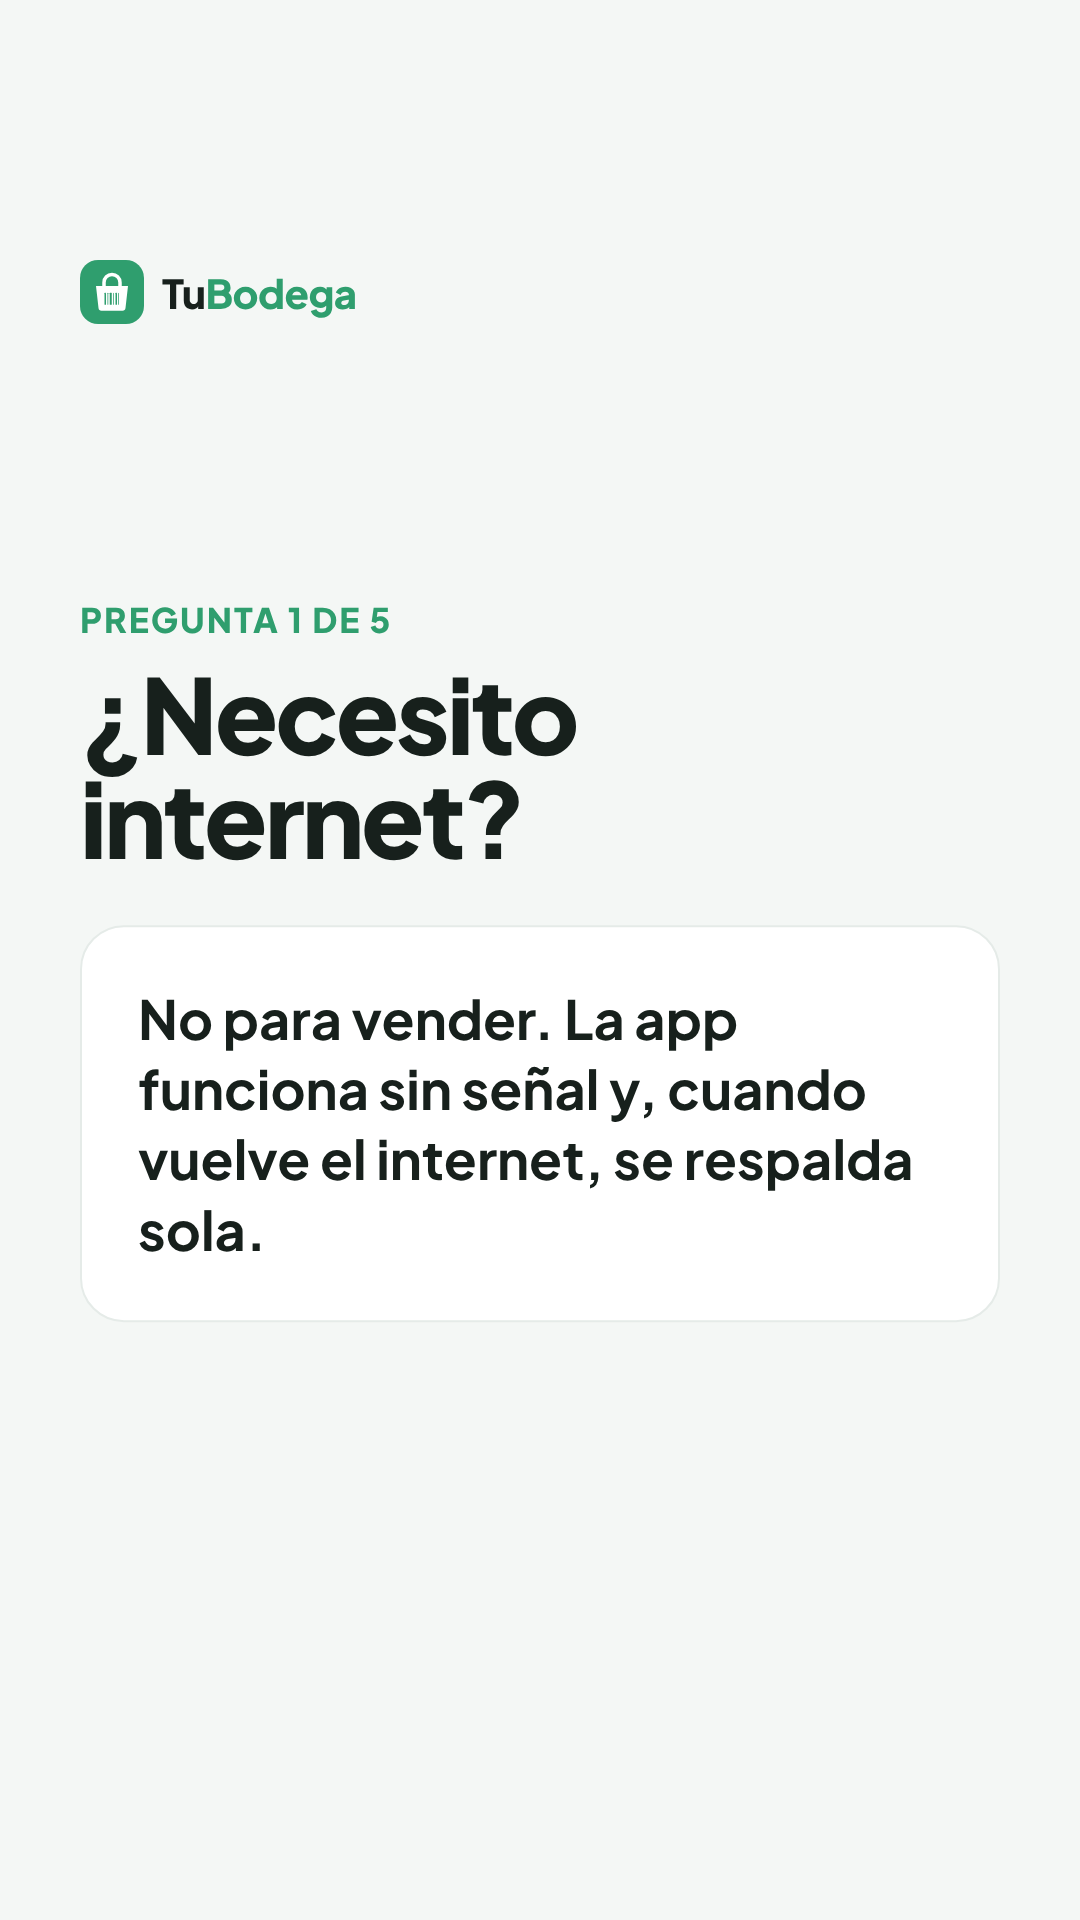 TuBodega
PREGUNTA 1 DE 5
¿Necesito
internet?
No para vender. La app
funciona sin señal y, cuando
vuelve el internet, se respalda
sola.